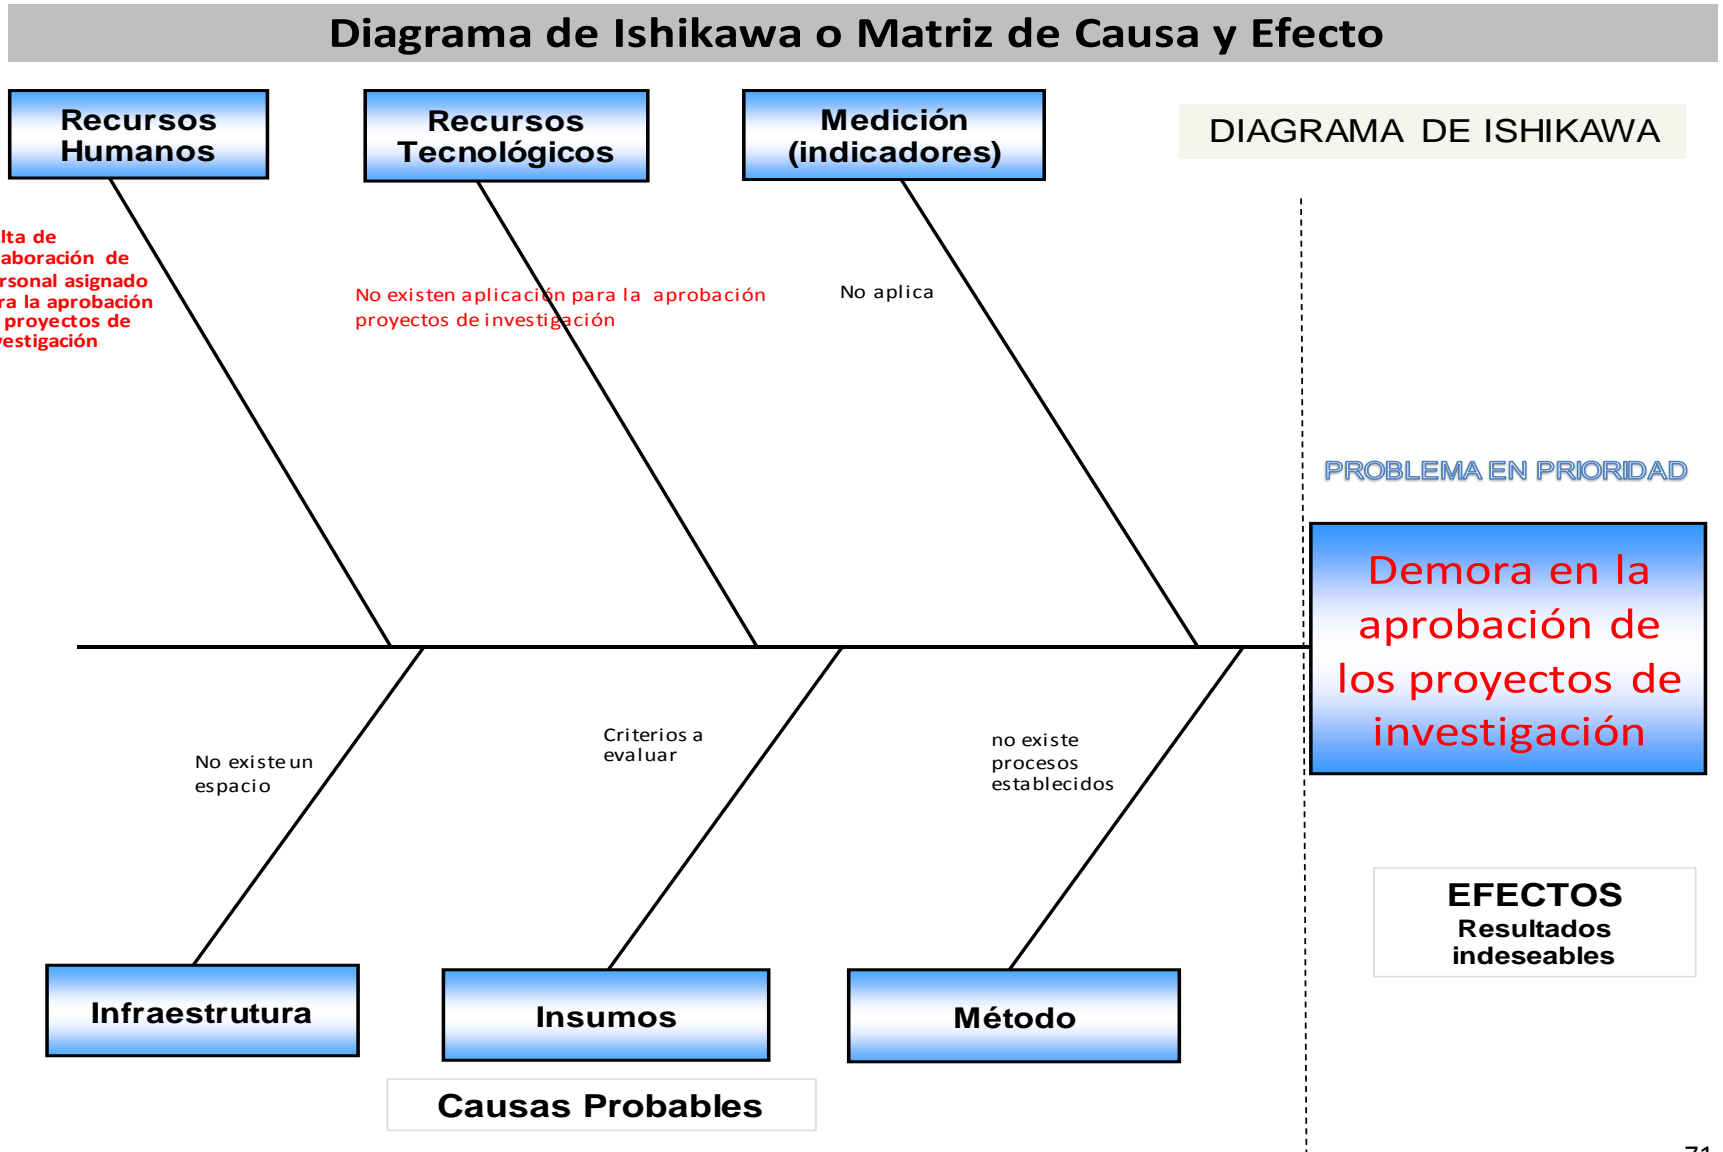 Diagrama de Ishikawa o Matriz de Causa y Efecto
Recursos
Humanos
Recursos
Tecnológicos
Medición
(indicadores)
DIAGRAMA DE ISHIKAWA
lta de
aboración de
rsonal asignado
ra la aprobación
proyectos de
vestigación
No existen aplicación para la aprobación
proyectos de investigación
No aplica
PROBLEMA EN PRIORIDAD
Demora en la
aprobación de
los proyectos de
investigación
No existe un
espacio
Criterios a
evaluar
no existe
procesos
establecidos
EFECTOS
Resultados
indeseables
Infraestrutura
Insumos
Método
Causas Probables
71